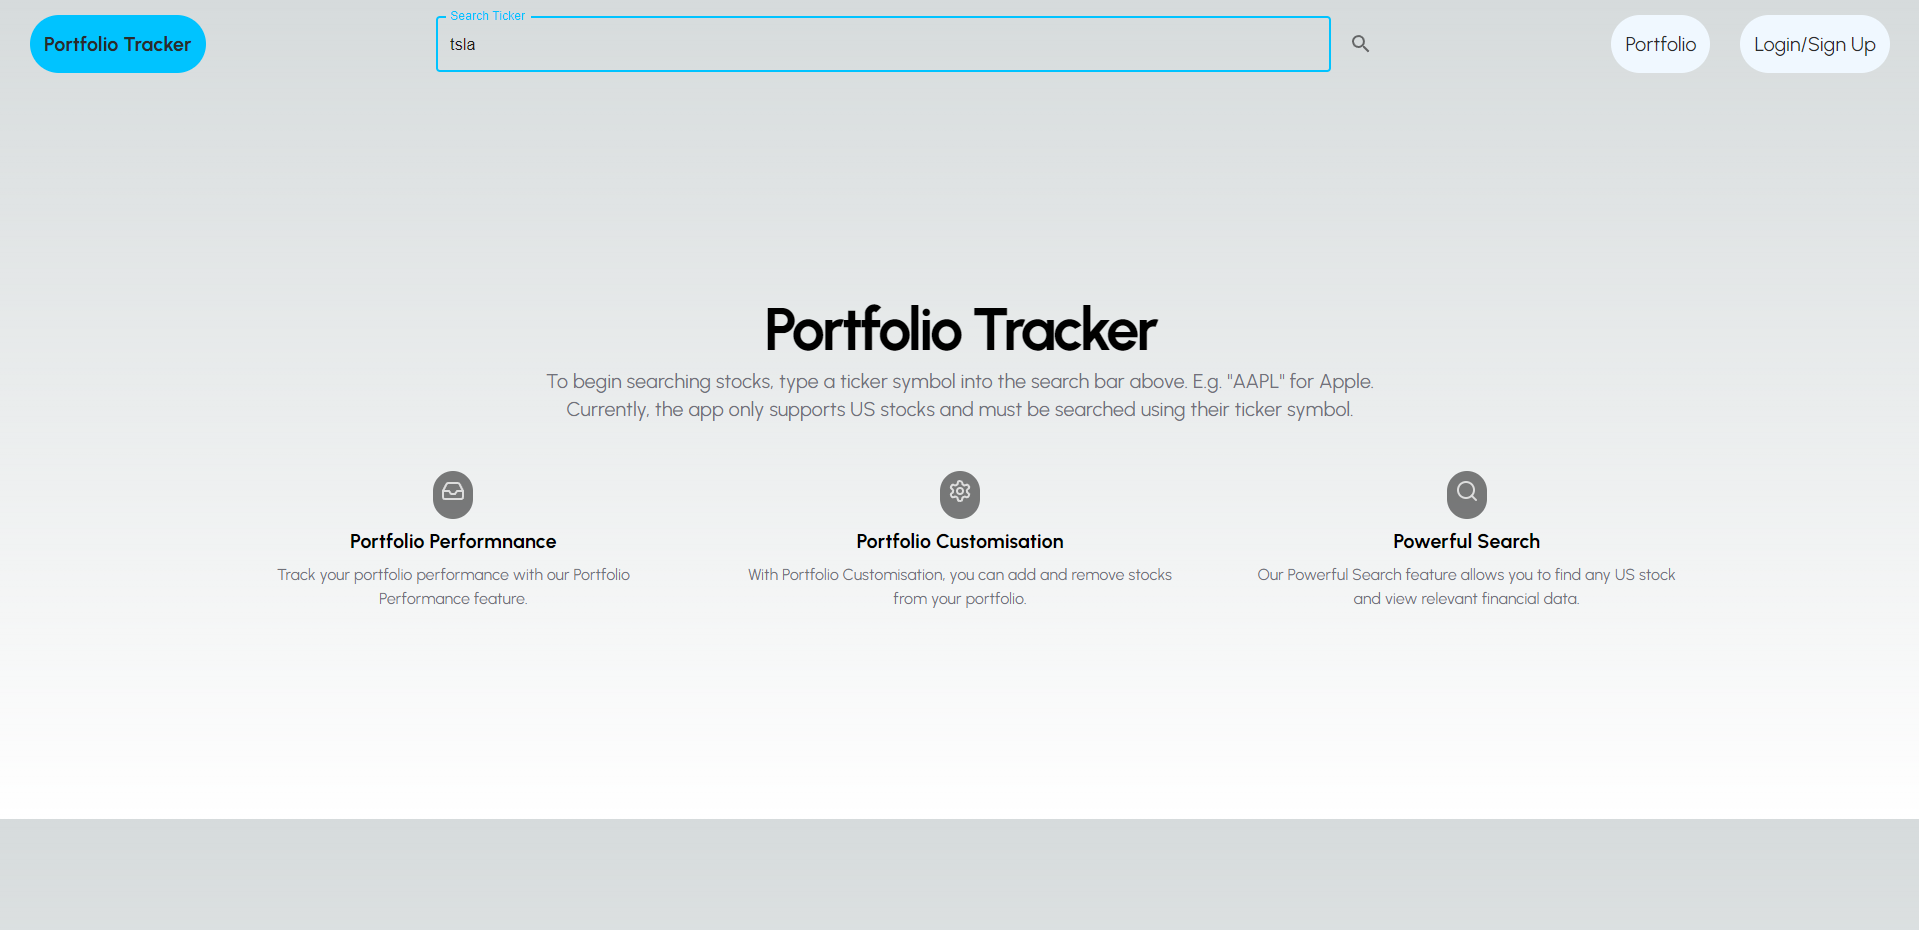 Portfolio Tracker
Search Ticker
tsla
Portfolio
Login/Sign Up
Portfolio Tracker
To begin searching stocks, type a ticker symbol into the search bar above. E.g. "AAPL" for Apple.
Currently, the app only supports US stocks and must be searched using their ticker symbol.
Portfolio Performnance
Track your portfolio performance with our Portfolio
Performance feature.
Portfolio Customisation
With Portfolio Customisation, you can add and remove stocks
from your portfolio.
Powerful Search
Our Powerful Search feature allows you to find any US stock
and view relevant financial data.